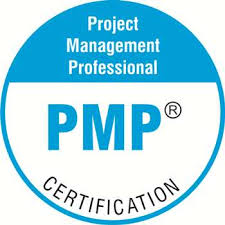 Project
Management
Professional
PMP®
CERTIFICATION